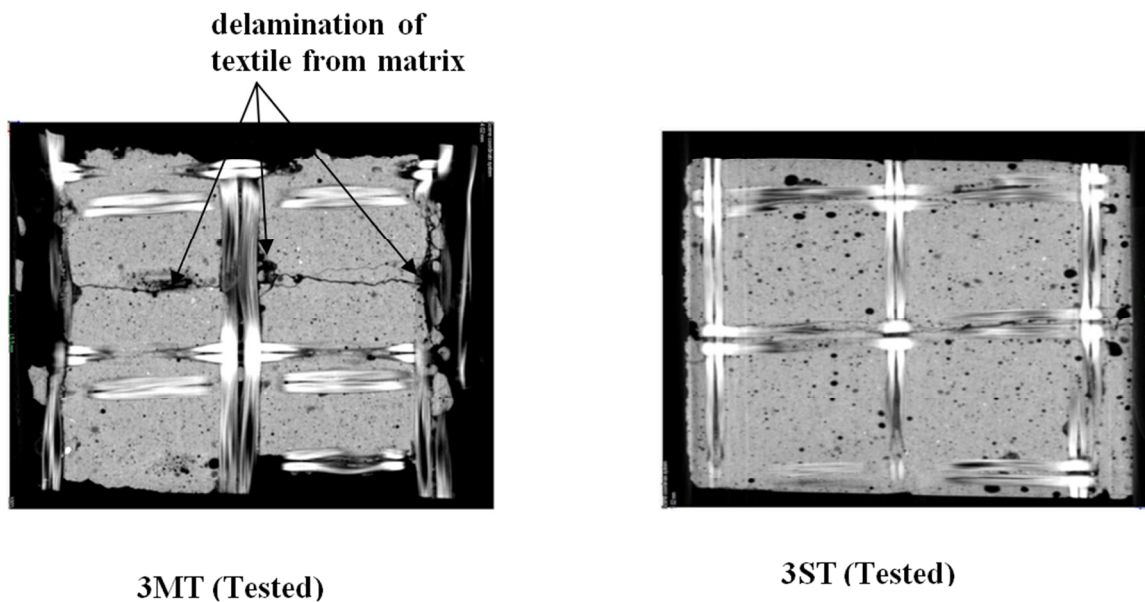 delamination of
textile from matrix
3MT (Tested)
3ST (Tested)